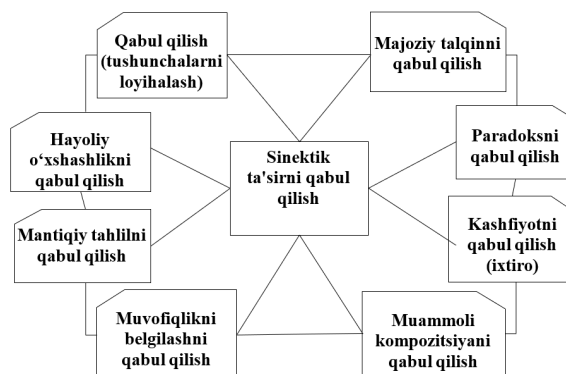 Qabul qilish
(tushunchalarni
loyihalash)
Majoziy talqinni
qabul qilish
Hayoliy
o‘xshashlikni
qabul qilish
Sinektik
ta'sirni qabul
qilish
Paradoksni
qabul qilish
Mantiqiy tahlilni
qabul qilish
Kashfiyotni
qabul qilish
(ixtiro)
Muvofiqlikni
belgilashni
qabul qilish
Muammoli
kompozitsiyani
qabul qilish